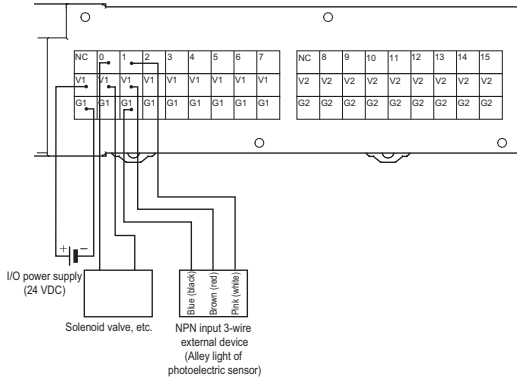 NC 0 1 2 3 4 5 6 7
V1 V1 V1 V1 V1 V1 V1 V1 V1
G1 G1 G1 G1 G1 G1 G1 G1 G1
NC 8 9 10 11 12 13 14 15
V2 V2 V2 V2 V2 V2 V2 V2 V2
G2 G2 G2 G2 G2 G2 G2 G2 G2
+ −
I/O power supply
(24 VDC)
Solenoid valve, etc.
Blue (black)
Brown (red)
Pink (white)
NPN input 3-wire
external device
(Alley light of
photoelectric sensor)